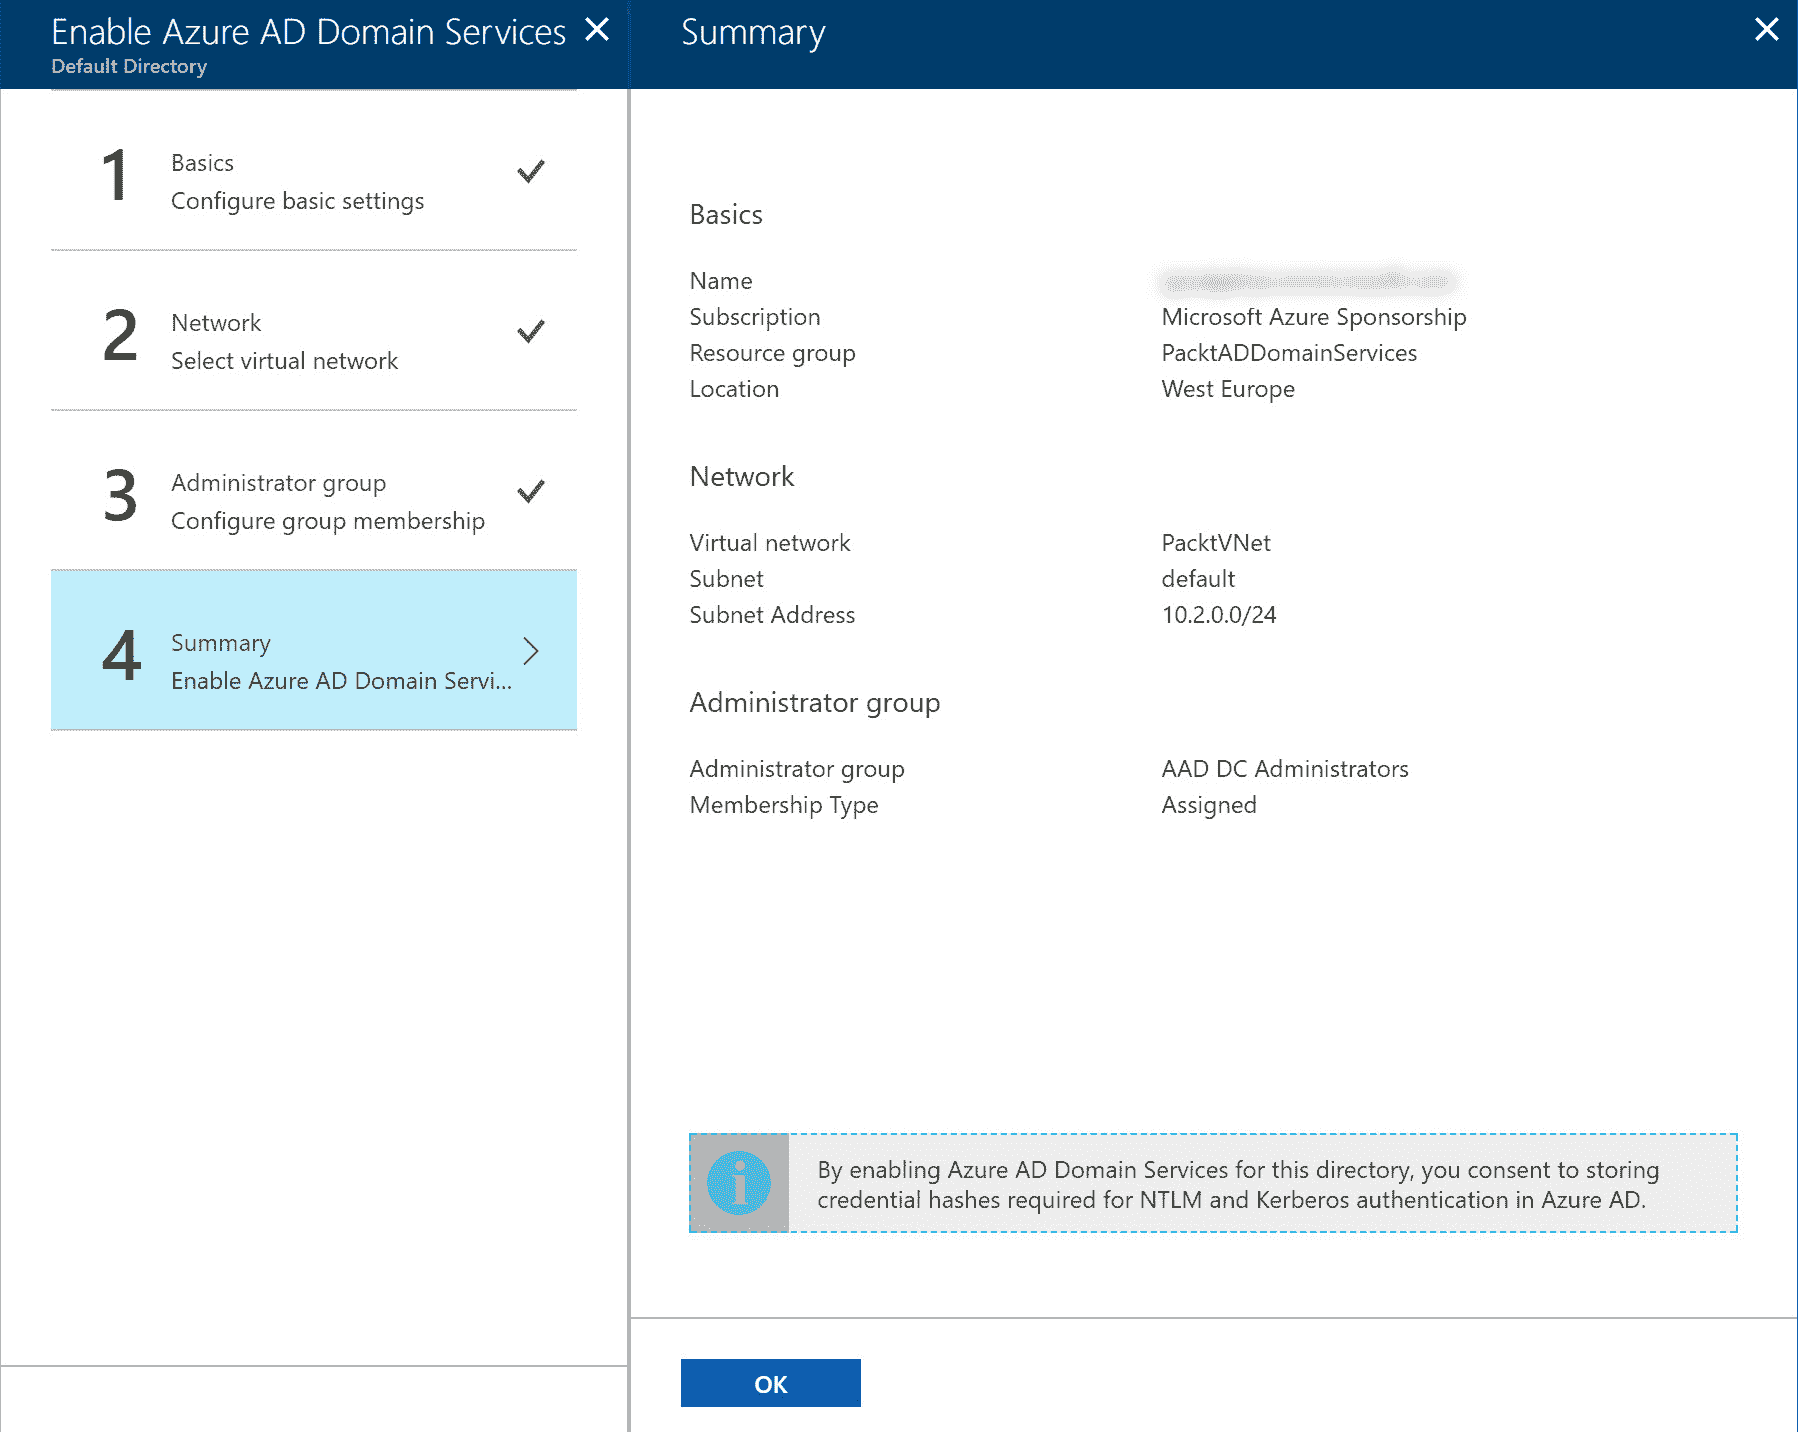 Enable Azure AD Domain Services
Default Directory
1
Basics
Configure basic settings
2
Network
Select virtual network
3
Administrator group
Configure group membership
4
Summary
Enable Azure AD Domain Servi...
Summary
Basics
Name
Subscription Microsoft Azure Sponsorship
Resource group PacktADDomainServices
Location West Europe
Network
Virtual network PacktVNet
Subnet default
Subnet Address 10.2.0.0/24
Administrator group
Administrator group AAD DC Administrators
Membership Type Assigned
By enabling Azure AD Domain Services for this directory, you consent to storing
credential hashes required for NTLM and Kerberos authentication in Azure AD.
OK